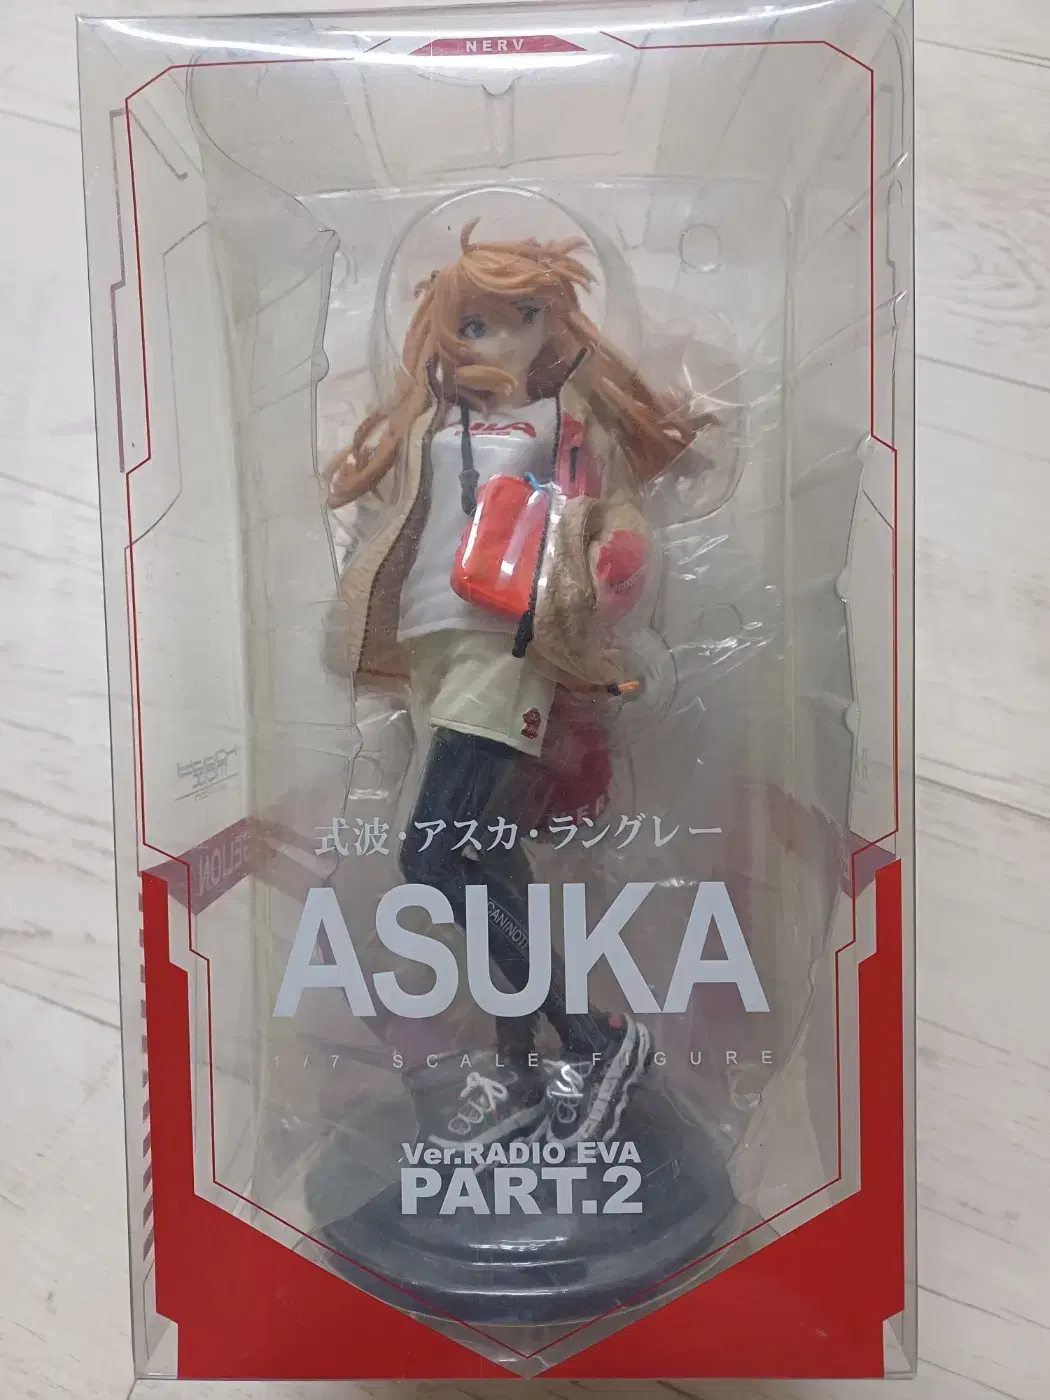 NERV
式波・アスカ・ラングレー
ASUKA
1/7 SCALE FIGURE
Ver.RADIO EVA
PART.2